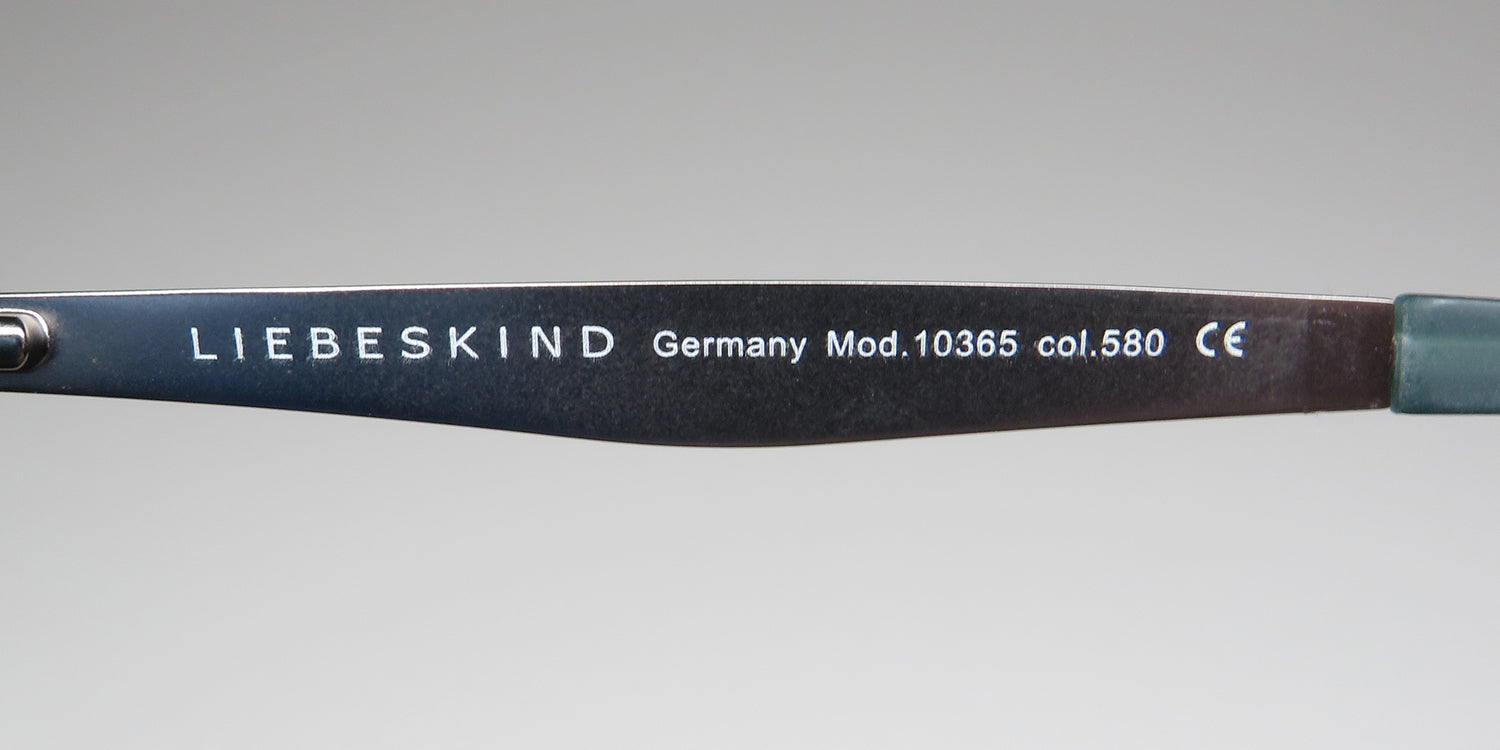 LIEBESKIND Germany Mod.10365 col.580 CE